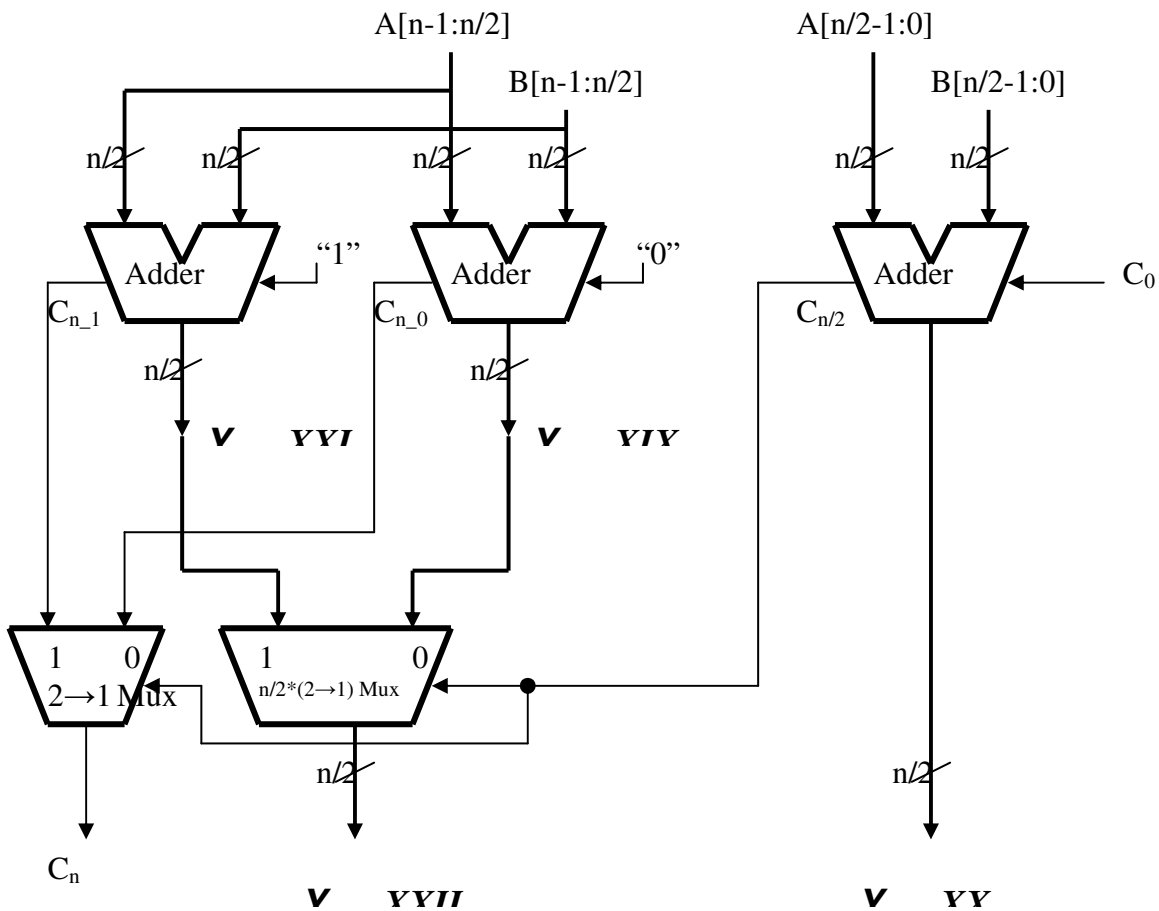 A[n-1:n/2]
A[n/2-1:0]
B[n-1:n/2]
B[n/2-1:0]
n/2
n/2
n/2
n/2
n/2
n/2
“1”
“0”
Adder
Adder
Adder
C0
Cn_1
Cn_0
Cn/2
n/2
n/2
1
0
1
0
2→1 Mux
n/2*(2→1) Mux
n/2
n/2
Cn